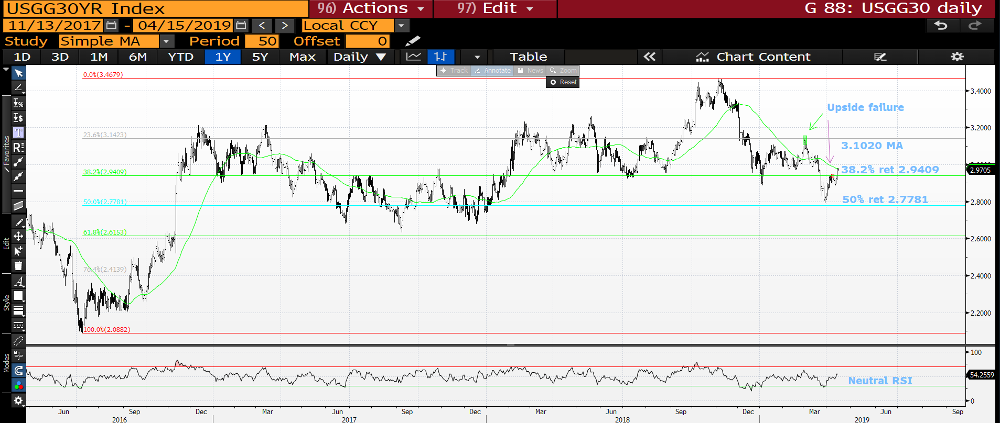 USGG30YR Index 96) Actions 97) Edit G 88: USGG30 daily
11/13/2017 - 04/15/2019 < > Local CCY
Study Simple MA Period 50 Offset 0
1D 3D 1M 6M YTD 1Y 5Y Max Daily ▼ Table « Chart Content
Track Annotate News Zoom
Reset
0.0%(3.4679)
3.4000
Upside failure
3.2000
23.6%(3.1423)
3.1020 MA
38.2%(2.9409)
38.2% ret 2.9409
2.9705
50.0%(2.7781)
50% ret 2.7781
2.8000
61.8%(2.6153)
2.6000
76.4%(2.4139)
2.4000
2.2000
100.0%(2.0882)
Favorites
Edit
Style
Modes
100
54.2559
Neutral RSI
0
Jun Sep Dec Mar Jun Sep Dec Mar Jun Sep Dec Mar Jun Sep
2016 2017 2018 2019